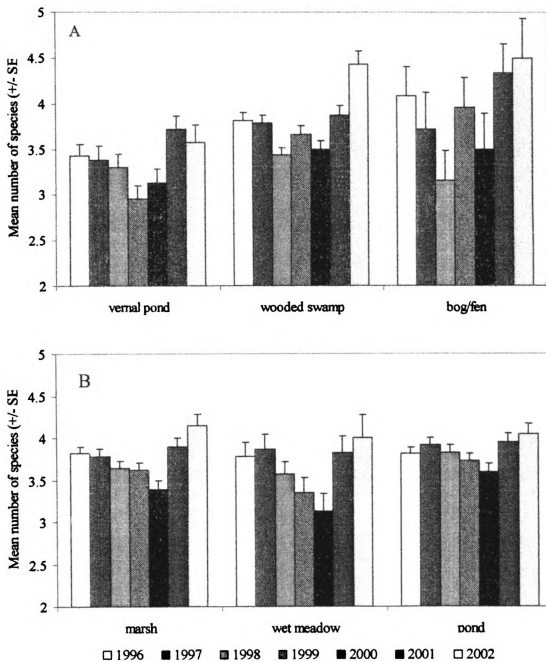 A
Mean number of species (+/- SE
5
4.5
4
3.5
3
2.5
2
vernal pond wooded swamp bog/fen
B
Mean number of species (+/- SE
5
4.5
4
3.5
3
2.5
2
marsh wet meadow pond
1996 1997 1998 1999 2000 2001 2002